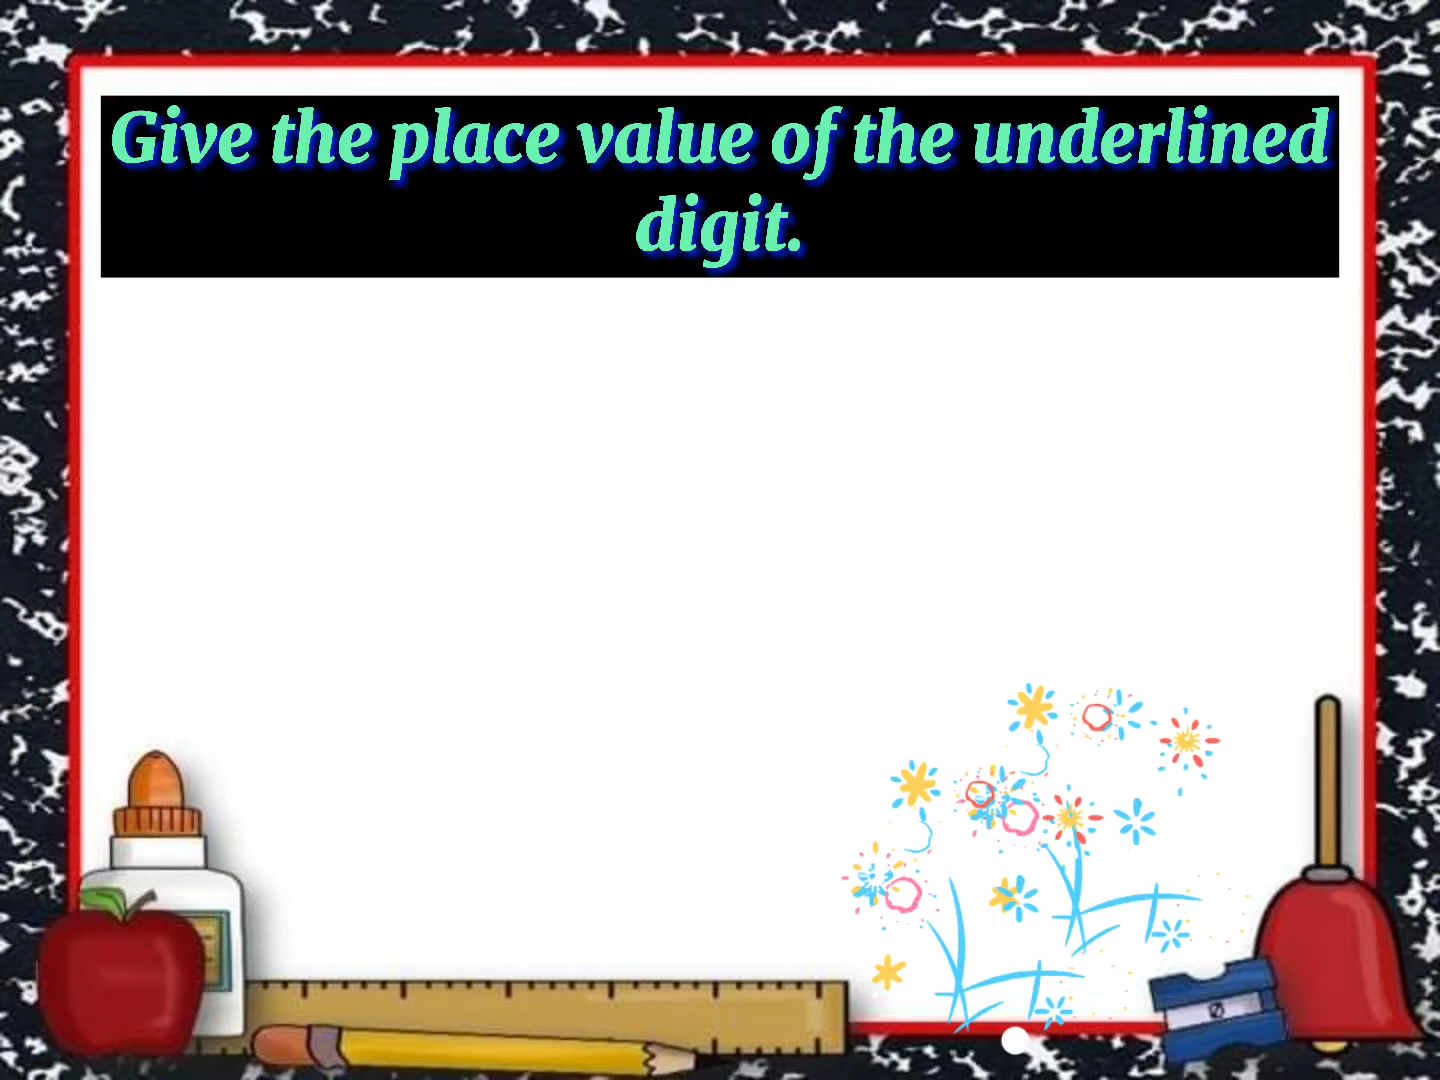 Give the place value of the underlined
digit.